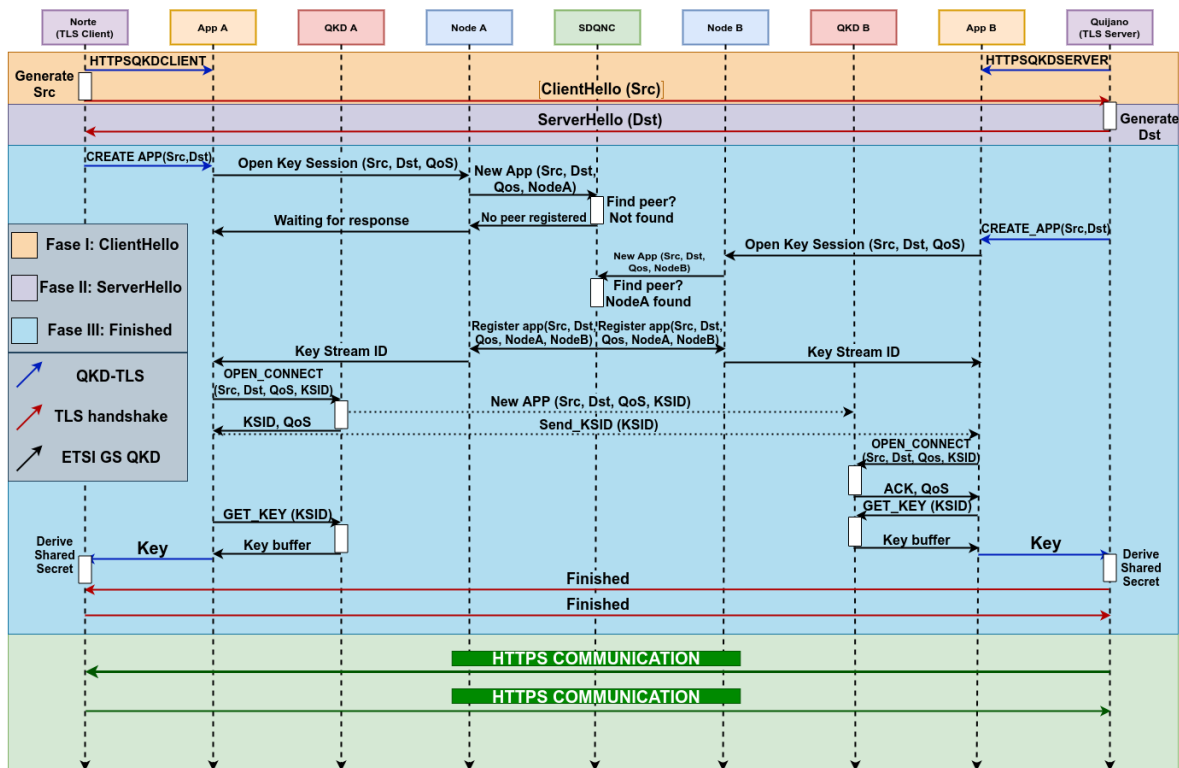 Norte
(TLS Client)
App A
QKD A
Node A
SDQNC
Node B
QKD B
App B
Quijano
(TLS Server)
HTTPSQKDCLIENT
HTTPSQKDSERVER
Generate
Src
ClientHello (Src)
ServerHello (Dst)
Generate
Dst
CREATE APP(Src,Dst)
Open Key Session (Src, Dst, QoS)
New App (Src, Dst,
Qos, NodeA)
Find peer?
Not found
No peer registered
Waiting for response
CREATE_APP(Src,Dst)
Open Key Session (Src, Dst, QoS)
New App (Src, Dst,
Qos, NodeB)
Find peer?
NodeA found
Fase I: ClientHello
Fase II: ServerHello
Fase III: Finished
Register app(Src, Dst,
Qos, NodeA, NodeB)
Register app(Src, Dst,
Qos, NodeA, NodeB)
Key Stream ID
Key Stream ID
QKD-TLS
TLS handshake
ETSI GS QKD
OPEN_CONNECT
(Src, Dst, QoS, KSID)
New APP (Src, Dst, QoS, KSID)
KSID, QoS
Send_KSID (KSID)
OPEN_CONNECT
(Src, Dst, Qos, KSID)
ACK, QoS
GET_KEY (KSID)
GET_KEY (KSID)
Key buffer
Key buffer
Key
Key
Derive
Shared
Secret
Derive
Shared
Secret
Finished
Finished
HTTPS COMMUNICATION
HTTPS COMMUNICATION